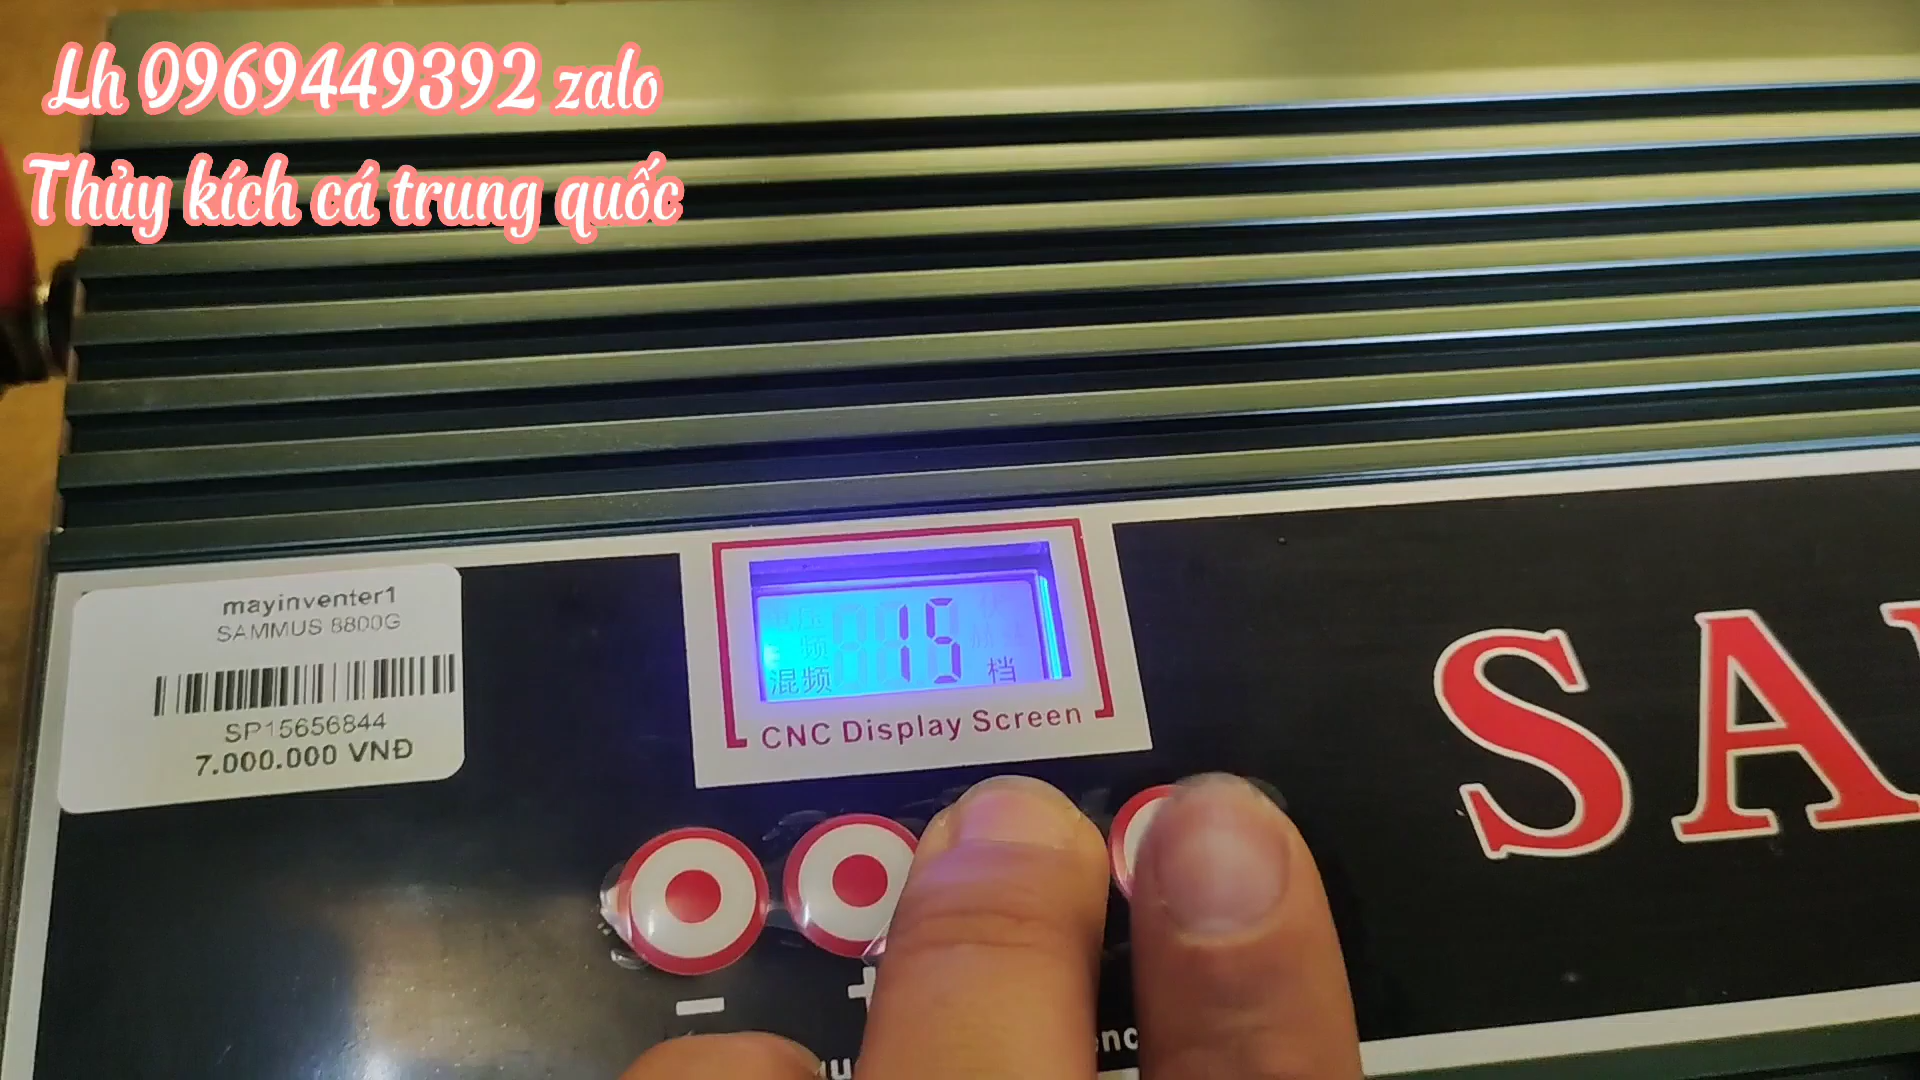 Lh 0969449392 zalo
Thủy kích cá trung quốc
mayinventer1
SAMMUS 8800G
SP15656844
7.000.000 VNĐ
混频 15 档
CNC Display Screen
SA
- +